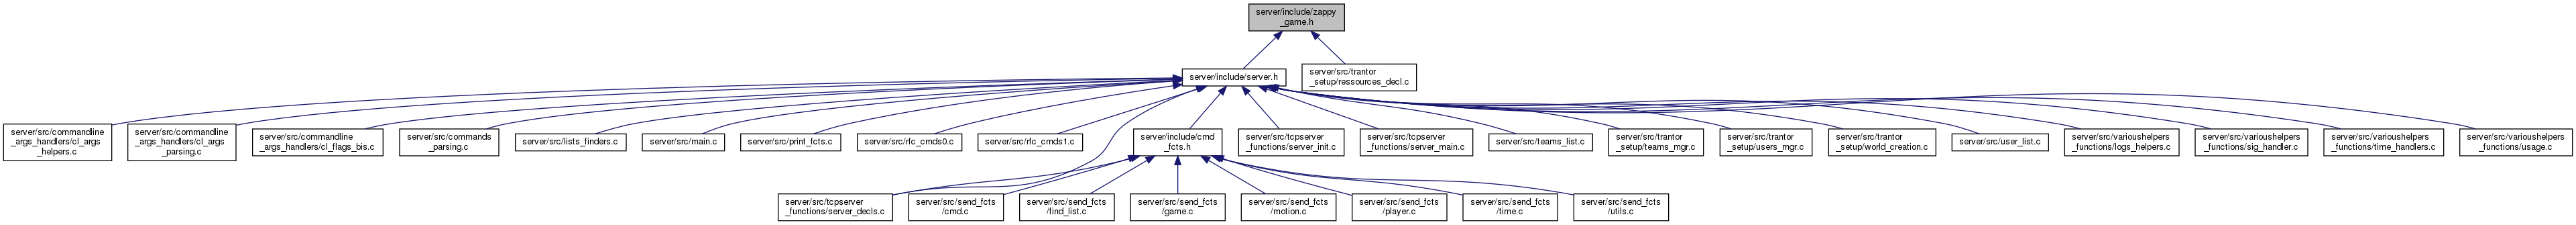 server/include/zappy
_game.h
server/include/server.h
server/src/trantor
_setup/ressources_decl.c
server/src/commandline
_args_handlers/cl_args
_helpers.c
server/src/commandline
_args_handlers/cl_args
_parsing.c
server/src/commandline
_args_handlers/cl_flags_bis.c
server/src/commands
_parsing.c
server/src/lists_finders.c
server/src/main.c
server/src/print_fcts.c
server/src/rfc_cmds0.c
server/src/rfc_cmds1.c
server/include/cmd
_fcts.h
server/src/tcpserver
_functions/server_init.c
server/src/tcpserver
_functions/server_main.c
server/src/teams_list.c
server/src/trantor
_setup/teams_mgr.c
server/src/trantor
_setup/users_mgr.c
server/src/trantor
_setup/world_creation.c
server/src/user_list.c
server/src/varioushelpers
_functions/logs_helpers.c
server/src/varioushelpers
_functions/sig_handler.c
server/src/varioushelpers
_functions/time_handlers.c
server/src/varioushelpers
_functions/usage.c
server/src/tcpserver
_functions/server_decls.c
server/src/send_fcts
/cmd.c
server/src/send_fcts
/find_list.c
server/src/send_fcts
/game.c
server/src/send_fcts
/motion.c
server/src/send_fcts
/player.c
server/src/send_fcts
/time.c
server/src/send_fcts
/utils.c